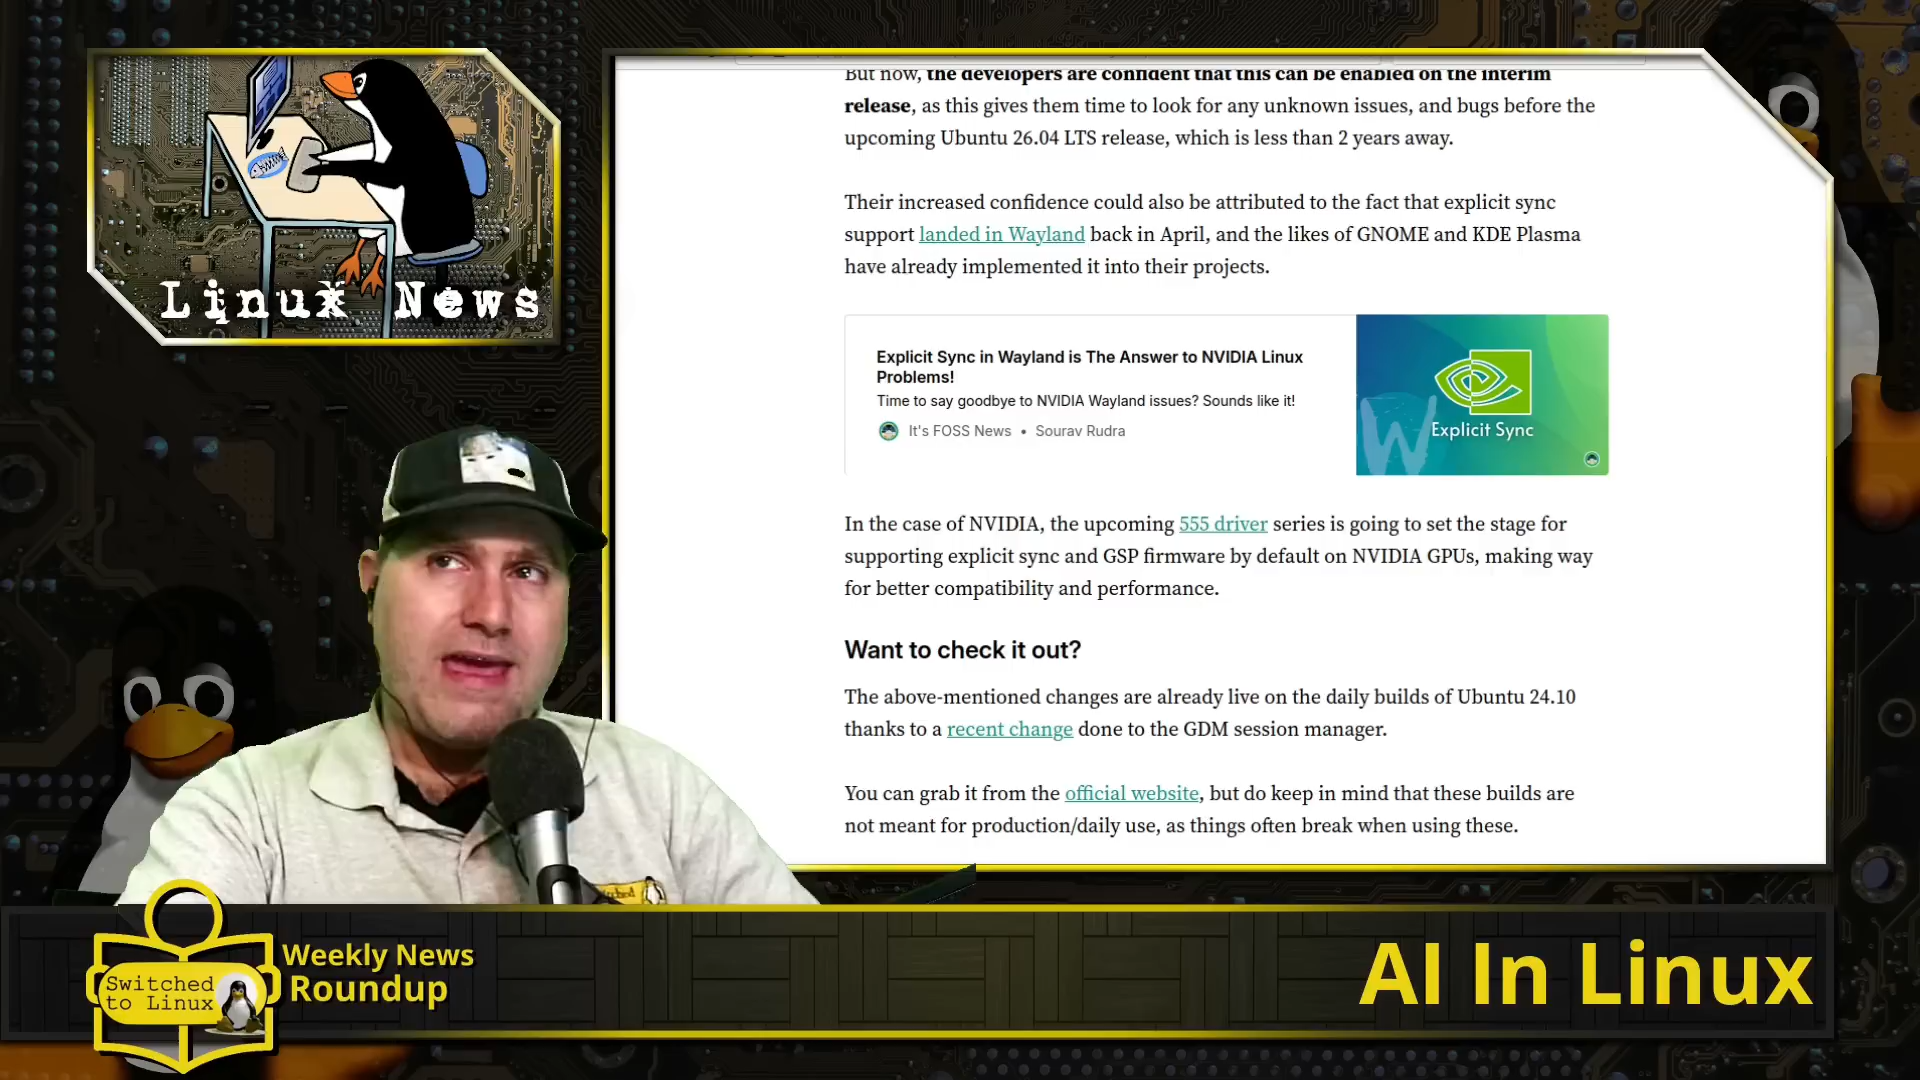 Linux News
But now, the developers are confident that this can be enabled on the interim
release, as this gives them time to look for any unknown issues, and bugs before the
upcoming Ubuntu 26.04 LTS release, which is less than 2 years away.
Their increased confidence could also be attributed to the fact that explicit sync
support landed in Wayland back in April, and the likes of GNOME and KDE Plasma
have already implemented it into their projects.
Explicit Sync in Wayland is The Answer to NVIDIA Linux
Problems!
Time to say goodbye to NVIDIA Wayland issues? Sounds like it!
It's FOSS News • Sourav Rudra
W
Explicit Sync
In the case of NVIDIA, the upcoming 555 driver series is going to set the stage for
supporting explicit sync and GSP firmware by default on NVIDIA GPUs, making way
for better compatibility and performance.
Want to check it out?
The above-mentioned changes are already live on the daily builds of Ubuntu 24.10
thanks to a recent change done to the GDM session manager.
You can grab it from the official website, but do keep in mind that these builds are
not meant for production/daily use, as things often break when using these.
Switched
to Linux
Weekly News
Roundup
AI In Linux